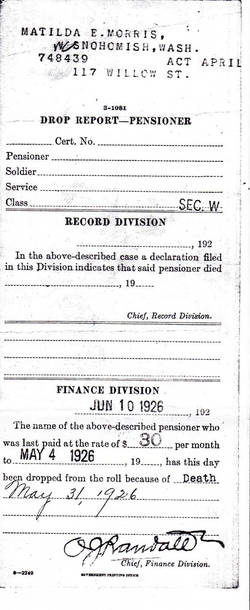 MATILDA E. MORRIS,
W SNOHOMISH, WASH.
748439 ACT APRIL
117 WILLOW ST.
3-1081
DROP REPORT—PENSIONER
Cert. No.
Pensioner
Soldier
Service
Class SEC. W
RECORD DIVISION
, 192
In the above-described case a declaration filed
in this Division indicates that said pensioner died
, 19
Chief, Record Division.
FINANCE DIVISION
JUN 10 1926 , 192
The name of the above-described pensioner who
was last paid at the rate of $ 30 per month
to MAY 4 1926 , 19 , has this day
been dropped from the roll because of Death
May 31, 1926
O J Randall
Chief, Finance Division.
6—2249 GOVERNMENT PRINTING OFFICE